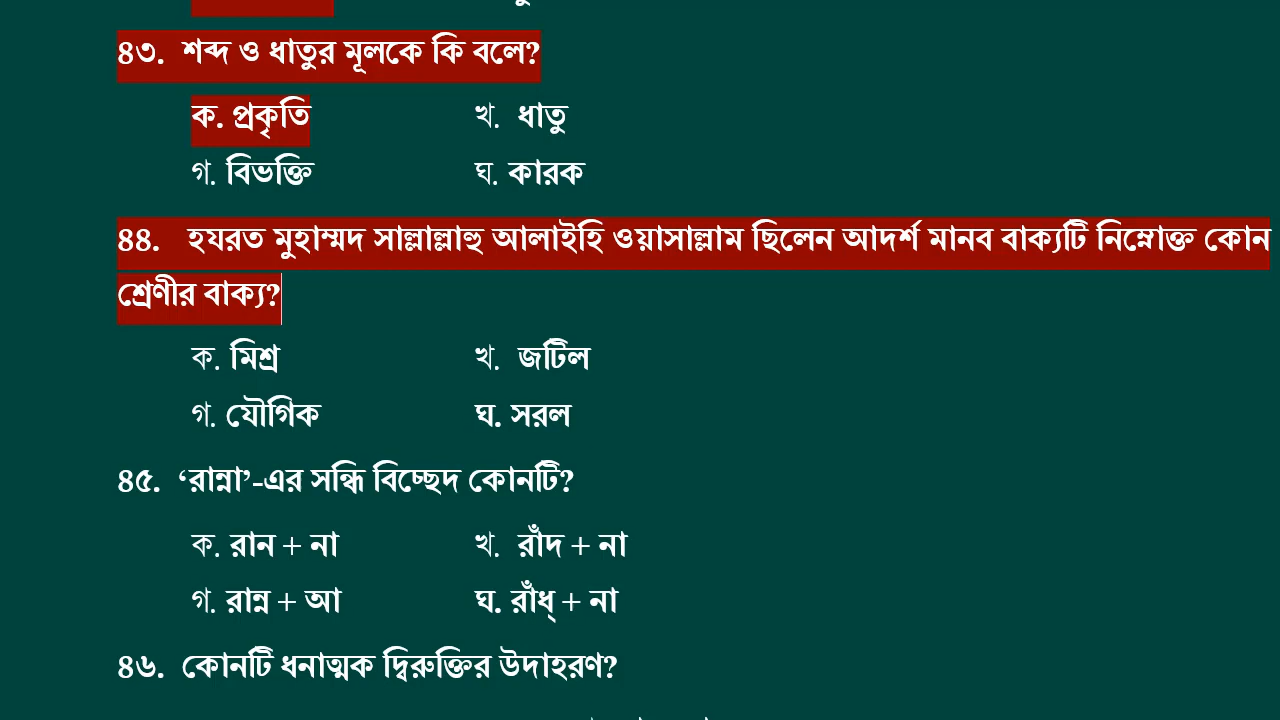 ৪৩. শব্দ ও ধাতুর মূলকে কি বলে?
ক. প্রকৃতি খ. ধাতু
গ. বিভক্তি ঘ. কারক
৪৪. হযরত মুহাম্মদ সাল্লাল্লাহু আলাইহি ওয়াসাল্লাম ছিলেন আদর্শ মানব বাক্যটি নিম্নোক্ত কোন
শ্রেণীর বাক্য?
ক. মিশ্র খ. জটিল
গ. যৌগিক ঘ. সরল
৪৫. ‘রান্না’-এর সন্ধি বিচ্ছেদ কোনটি?
ক. রান + না খ. রাঁদ + না
গ. রান্ন + আ ঘ. রাঁধ্ + না
৪৬. কোনটি ধনাত্মক দ্বিরুক্তির উদাহরণ?